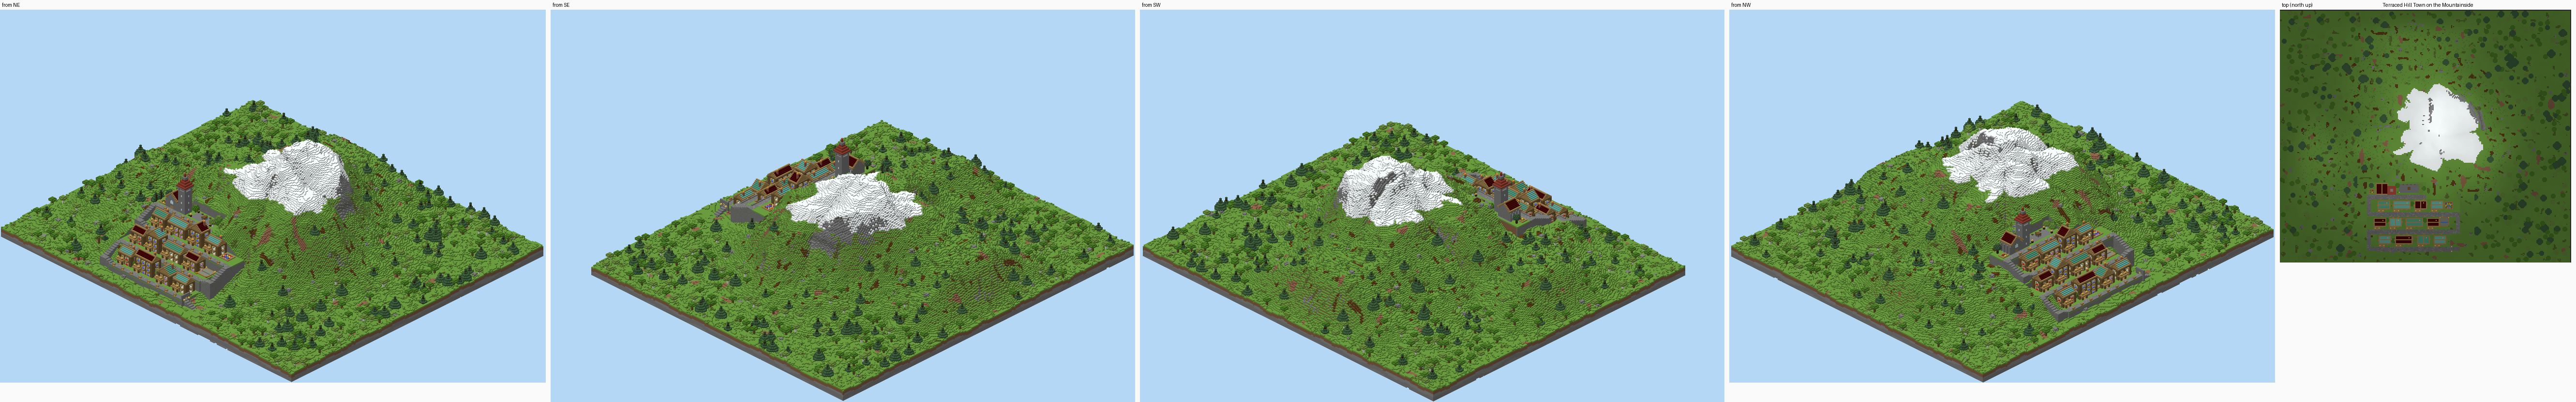 from NE
from SE
from SW
from NW
top (north up)
Terraced Hill Town on the Mountainside